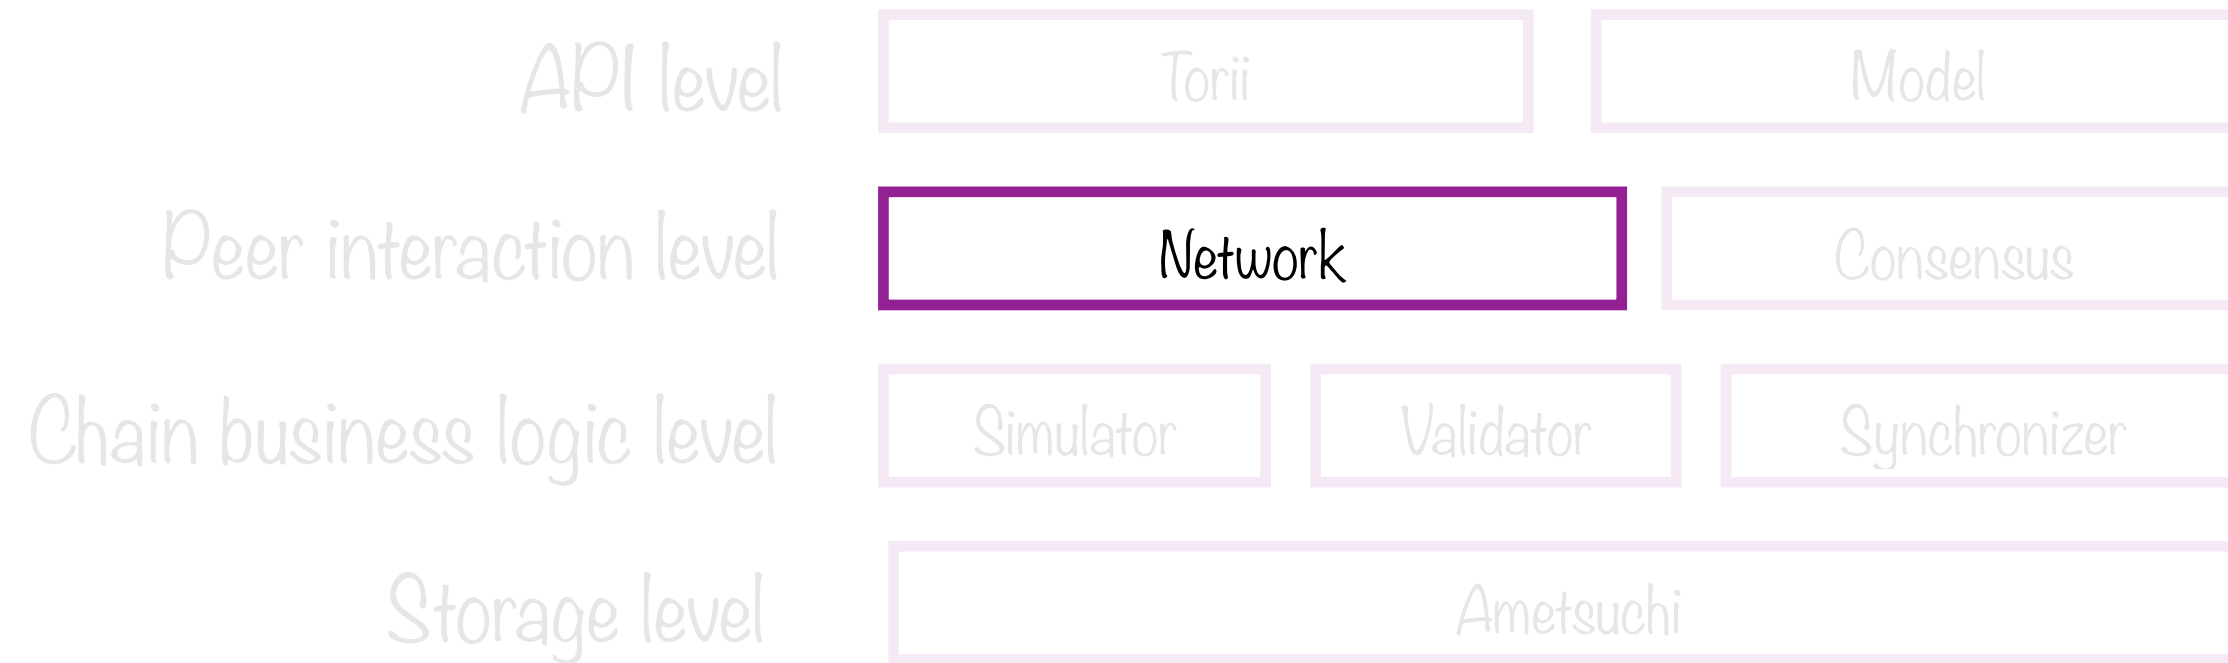 API level Torii Model
Peer interaction level Network Consensus
Chain business logic level Simulator Validator Synchronizer
Storage level Ametsuchi